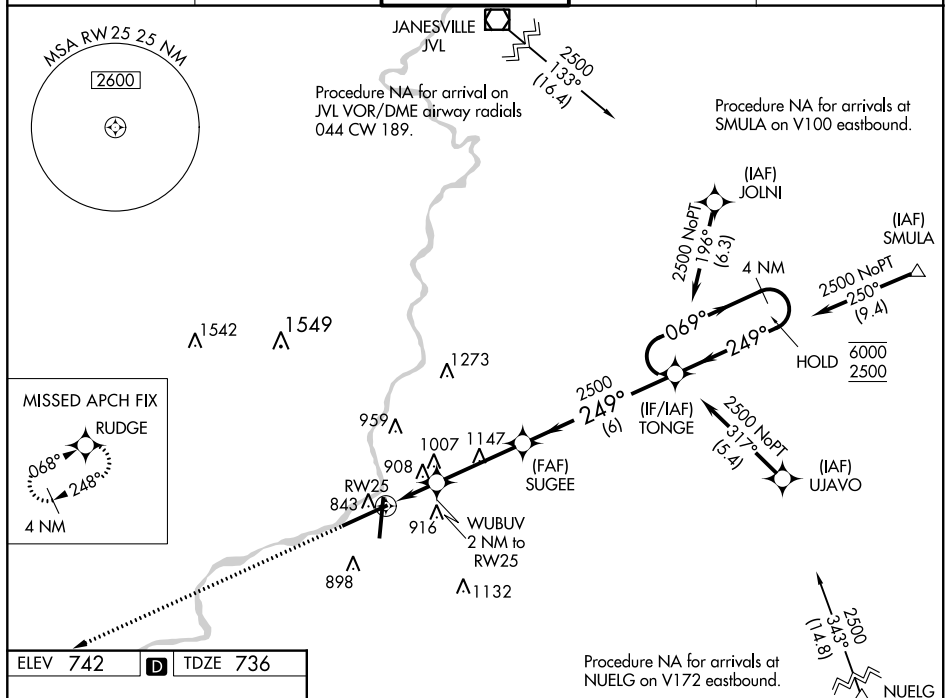 MSA RW 25 25 NM
2600
JANESVILLE
JVL
2500
133°
(16.4)
Procedure NA for arrival on
JVL VOR/DME airway radials
044 CW 189.
Procedure NA for arrivals at
SMULA on V100 eastbound.
(IAF)
JOLNI
2500 NoPT
196°
(6.3)
(IAF)
SMULA
2500 NoPT
250°
(9.4)
4 NM
069°
249°
HOLD
6000
2500
1542
1549
1273
2500
249°
(6)
(IF/IAF)
TONGE
2500 NoPT
317°
(5.4)
(IAF)
UJAVO
MISSED APCH FIX
RUDGE
068°
248°
4 NM
959
1007
1147
908
(FAF)
SUGEE
RW25
843
916
WUBUV
2 NM to
RW25
898
1132
2500
343°
(14.8)
NUELG
ELEV 742 D TDZE 736
Procedure NA for arrivals at
NUELG on V172 eastbound.